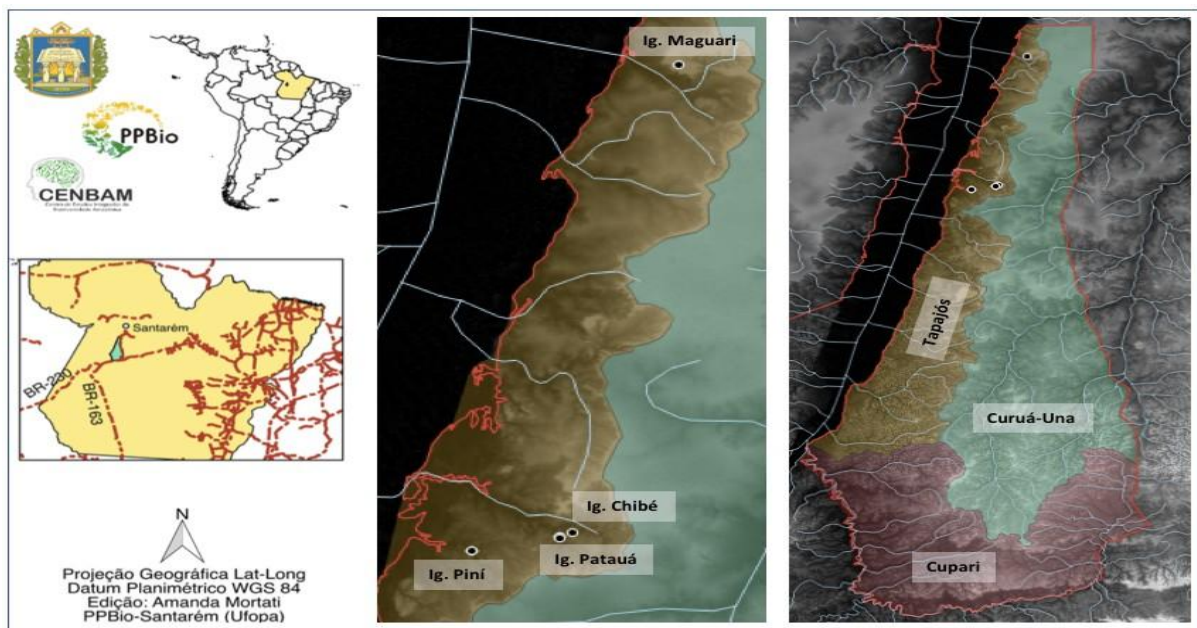 PPBio
CENBAM
Santarém
BR-230
BR-163
N
Projeção Geográfica Lat-Long
Datum Planimétrico WGS 84
Edição: Amanda Mortati
PPBio-Santarém (Ufopa)
Ig. Maguari
Ig. Chibé
Ig. Patauá
Ig. Piní
Tapajós
Curuá-Una
Cupari